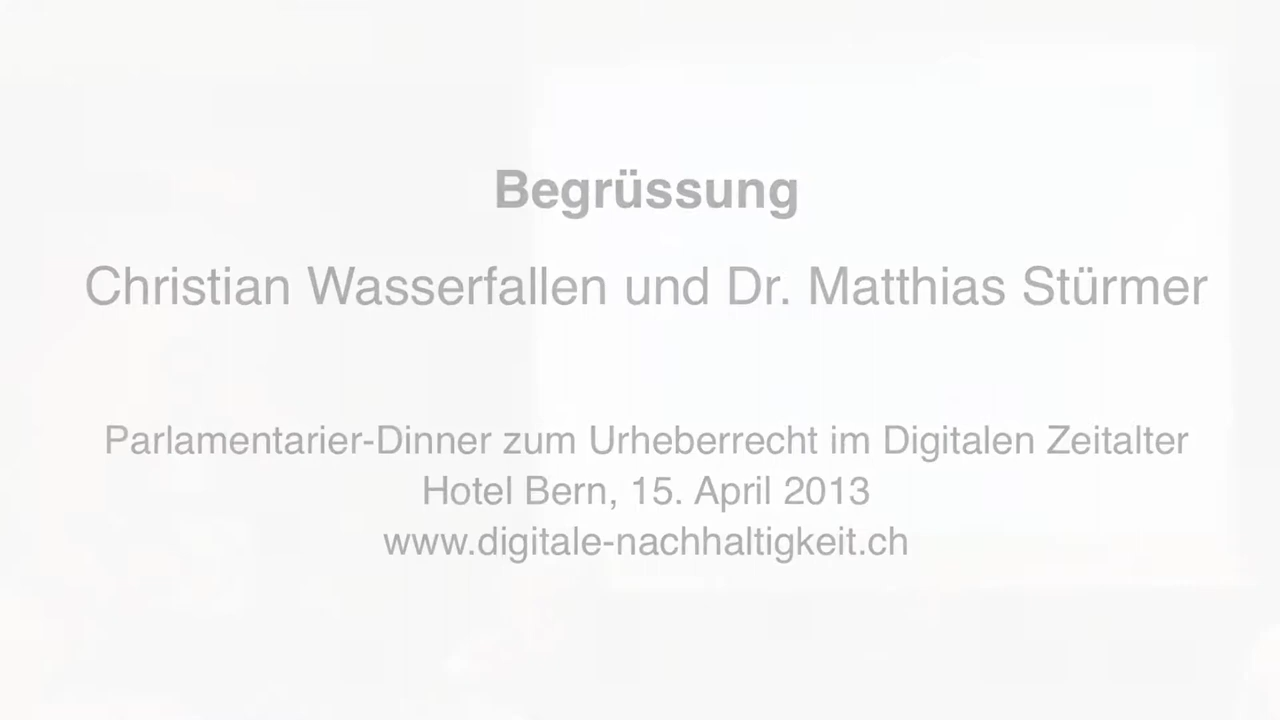 Begrüssung
Christian Wasserfallen und Dr. Matthias Stürmer
Parlamentarier-Dinner zum Urheberrecht im Digitalen Zeitalter
Hotel Bern, 15. April 2013
www.digitale-nachhaltigkeit.ch